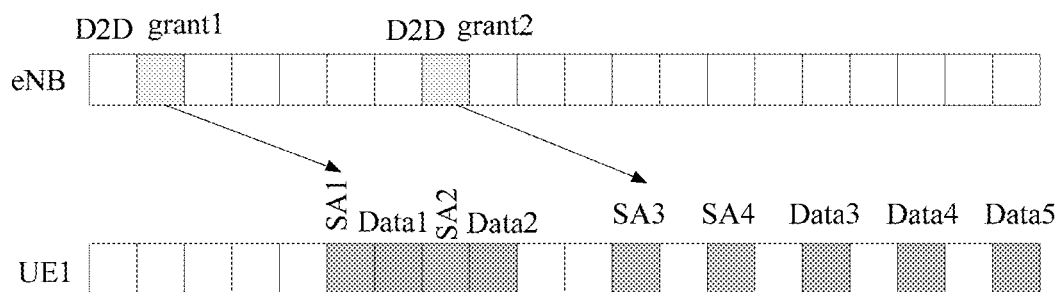 D2D grant1
D2D grant2
eNB
SA1
Data1
SA2
Data2
SA3
SA4
Data3
Data4
Data5
UE1